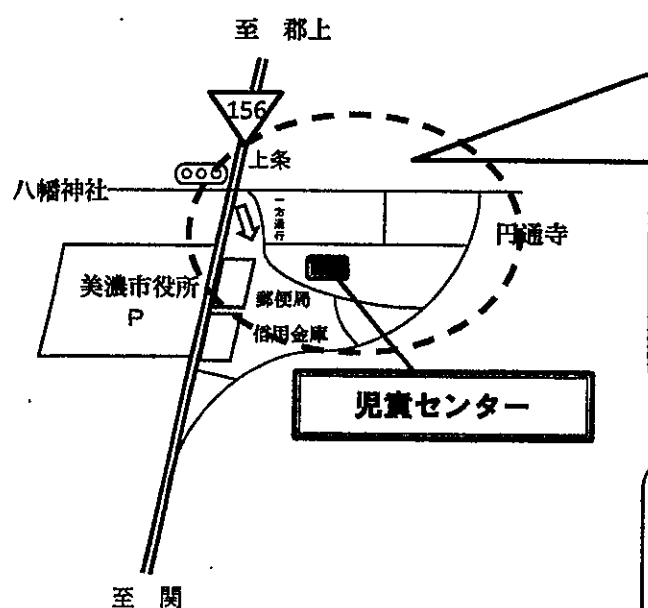 至 郡上
156
上条
八幡神社
一方通行
円通寺
美濃市役所
P
郵便局
信用金庫
児童センター
至 関